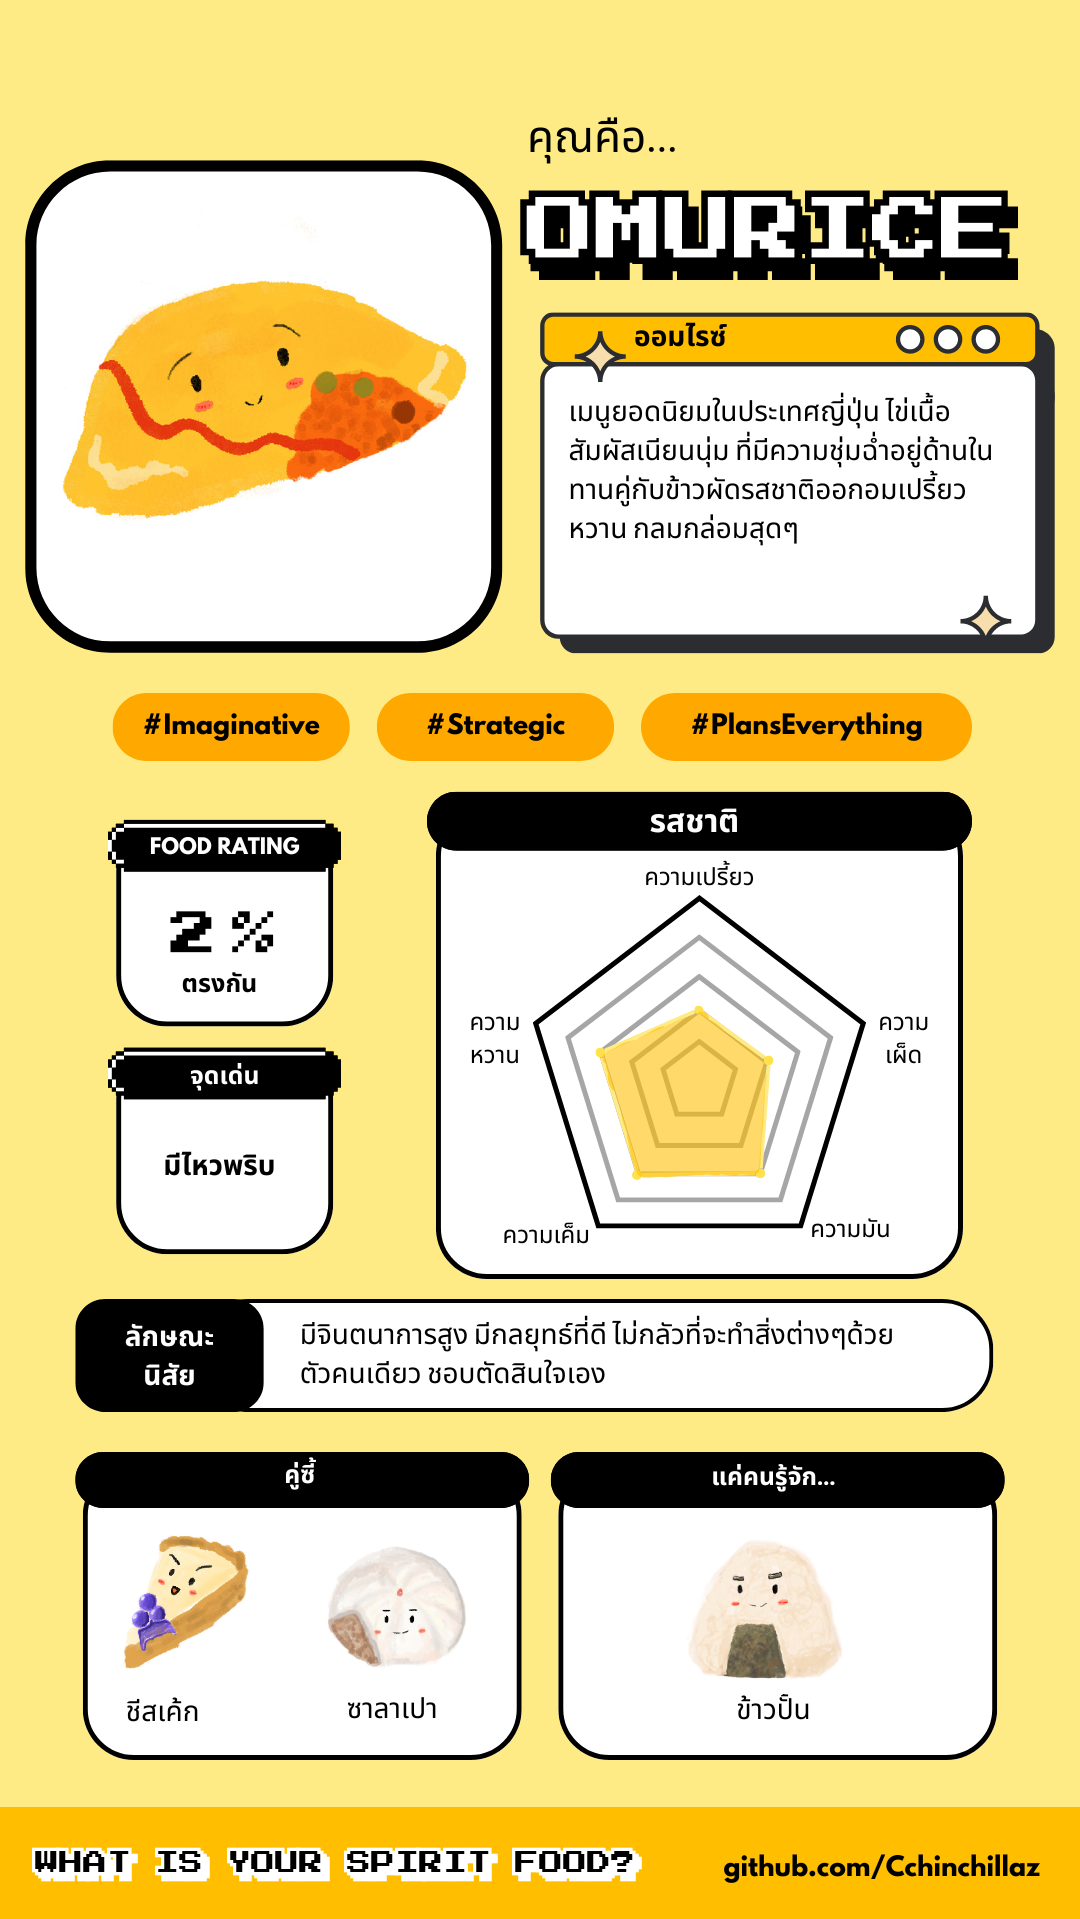 คุณคือ...
OMURICE
ออมไรซ์
เมนูยอดนิยมในประเทศญี่ปุ่น ไข่เนื้อ
สัมผัสเนียนนุ่ม ที่มีความชุ่มฉ่ำอยู่ด้านใน
ทานคู่กับข้าวผัดรสชาติออกอมเปรี้ยว
หวาน กลมกล่อมสุดๆ
#Imaginative
#Strategic
#PlansEverything
FOOD RATING
2 %
ตรงกัน
จุดเด่น
มีไหวพริบ
รสชาติ
ความเปรี้ยว
ความ
หวาน
ความ
เผ็ด
ความเค็ม
ความมัน
ลักษณะ
นิสัย
มีจินตนาการสูง มีกลยุทธ์ที่ดี ไม่กลัวที่จะทำสิ่งต่างๆด้วย
ตัวคนเดียว ชอบตัดสินใจเอง
คู่ซี้
ชีสเค้ก
ซาลาเปา
แค่คนรู้จัก...
ข้าวปั้น
WHAT IS YOUR SPIRIT FOOD?
github.com/Cchinchillaz